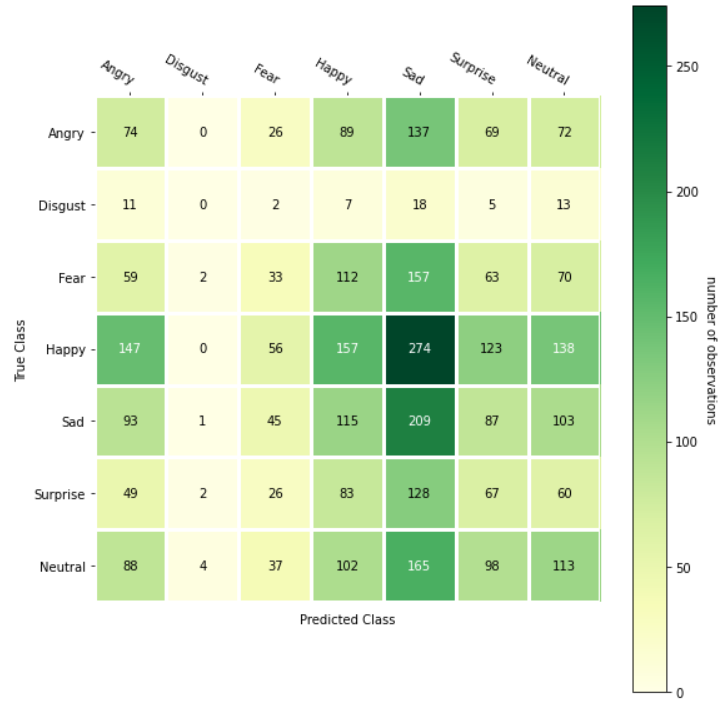 Angry Disgust Fear Happy Sad Surprise Neutral
Angry 74 0 26 89 137 69 72
Disgust 11 0 2 7 18 5 13
Fear 59 2 33 112 157 63 70
Happy 147 0 56 157 274 123 138
Sad 93 1 45 115 209 87 103
Surprise 49 2 26 83 128 67 60
Neutral 88 4 37 102 165 98 113
True Class
Predicted Class
250
200
150
100
50
0
number of observations